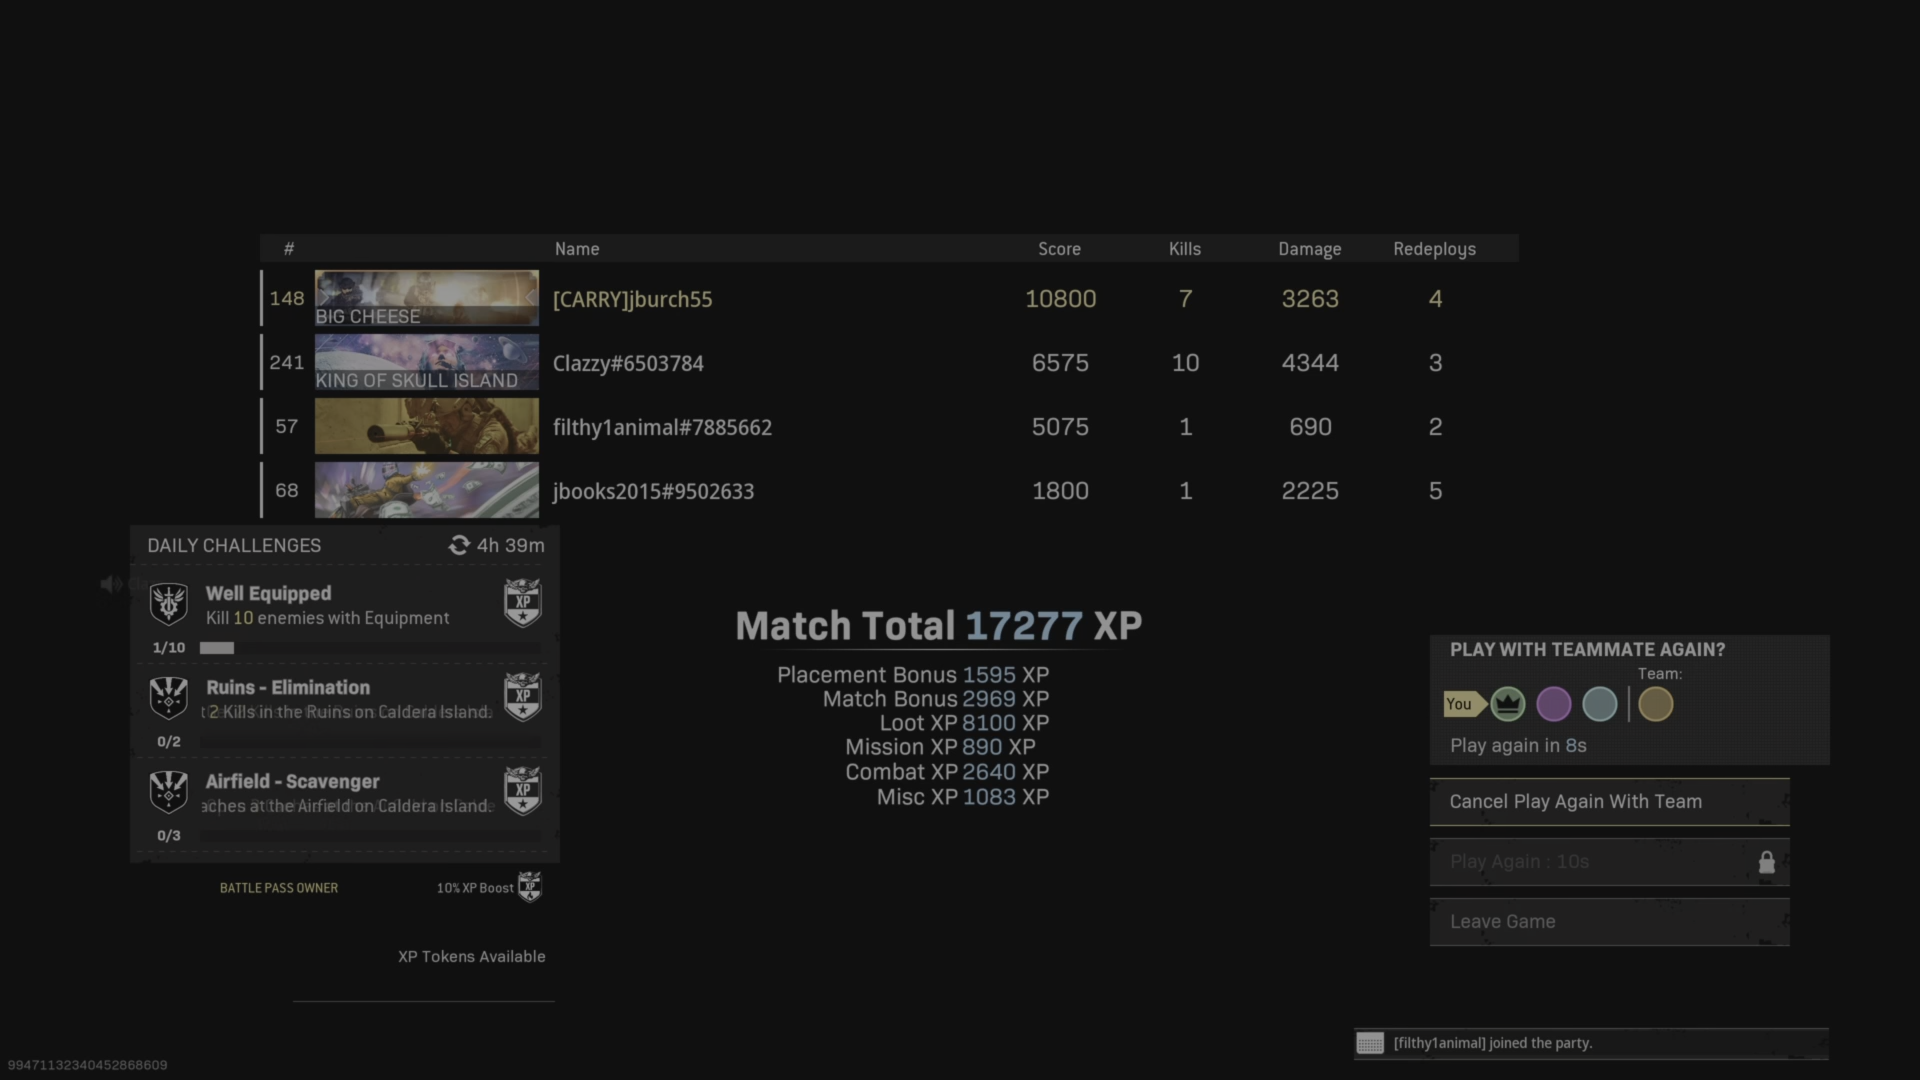 # Name Score Kills Damage Redeploys
148 BIG CHEESE [CARRY]jburch55 10800 7 3263 4
241 KING OF SKULL ISLAND Clazzy#6503784 6575 10 4344 3
57 filthy1animal#7885662 5075 1 690 2
68 jbooks2015#9502633 1800 1 2225 5
DAILY CHALLENGES 4h 39m
Well Equipped
Kill 10 enemies with Equipment
XP
1/10
Ruins - Elimination
2 Kills in the Ruins on Caldera Island.
XP
0/2
Airfield - Scavenger
aches at the Airfield on Caldera Island.
XP
0/3
BATTLE PASS OWNER
10% XP Boost XP
XP Tokens Available
Match Total 17277 XP
Placement Bonus 1595 XP
Match Bonus 2969 XP
Loot XP 8100 XP
Mission XP 890 XP
Combat XP 2640 XP
Misc XP 1083 XP
PLAY WITH TEAMMATE AGAIN?
Team:
You
Play again in 8s
Cancel Play Again With Team
Play Again : 10s
Leave Game
[filthy1animal] joined the party.
99471132340452868609